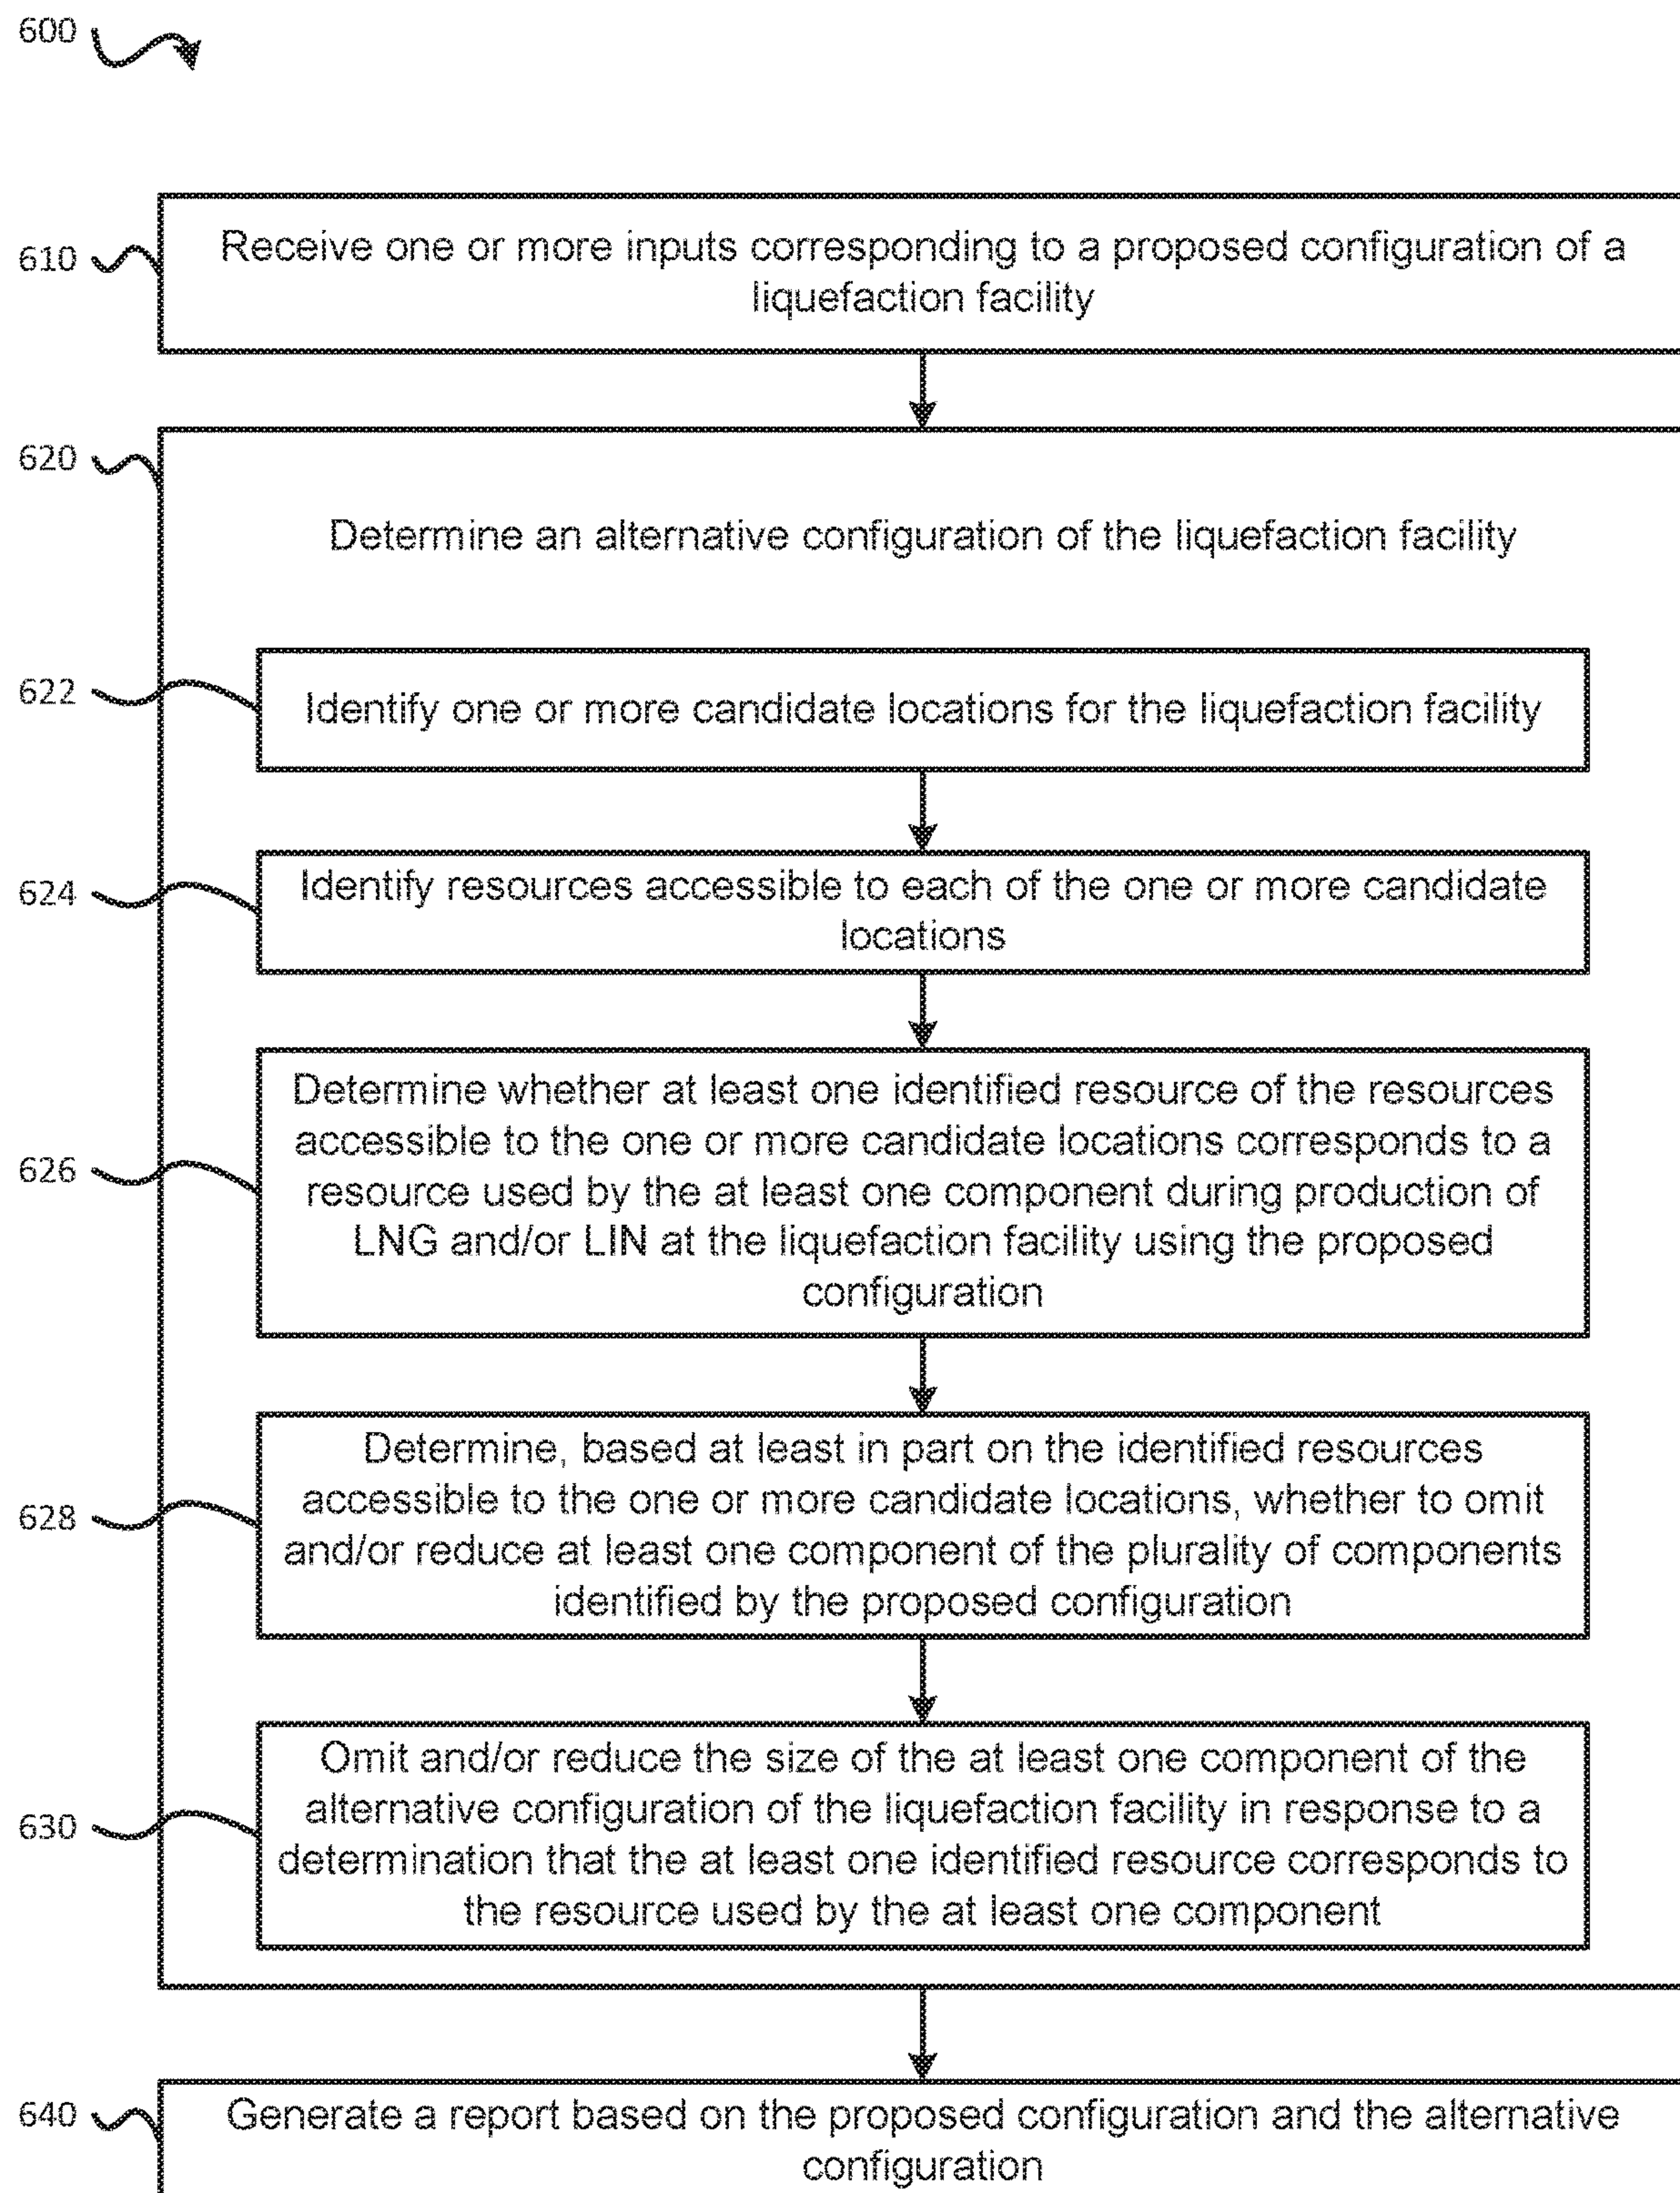 600
610
Receive one or more inputs corresponding to a proposed configuration of a
liquefaction facility
620
Determine an alternative configuration of the liquefaction facility
622
Identify one or more candidate locations for the liquefaction facility
624
Identify resources accessible to each of the one or more candidate
locations
626
Determine whether at least one identified resource of the resources
accessible to the one or more candidate locations corresponds to a
resource used by the at least one component during production of
LNG and/or LIN at the liquefaction facility using the proposed
configuration
628
Determine, based at least in part on the identified resources
accessible to the one or more candidate locations, whether to omit
and/or reduce at least one component of the plurality of components
identified by the proposed configuration
630
Omit and/or reduce the size of the at least one component of the
alternative configuration of the liquefaction facility in response to a
determination that the at least one identified resource corresponds to
the resource used by the at least one component
640
Generate a report based on the proposed configuration and the alternative
configuration